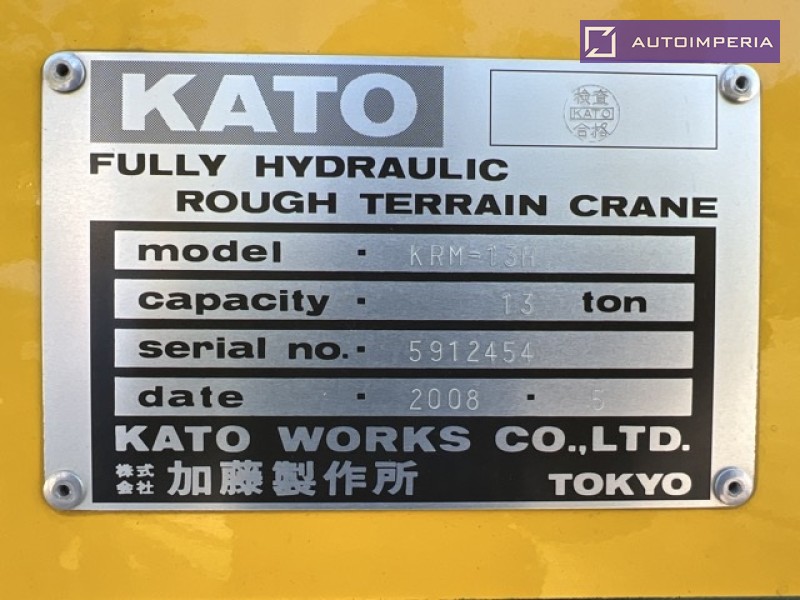 AUTOIMPERIA
KATO
検査
KATO
合格
FULLY HYDRAULIC
ROUGH TERRAIN CRANE
model · KRM=13H
capacity · 13 ton
serial no. · 5912454
date · 2008 · 5
KATO WORKS CO.,LTD.
株式会社 加藤製作所 TOKYO